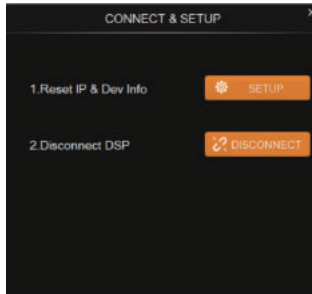 CONNECT & SETUP
1.Reset IP & Dev Info
SETUP
2.Disconnect DSP
DISCONNECT